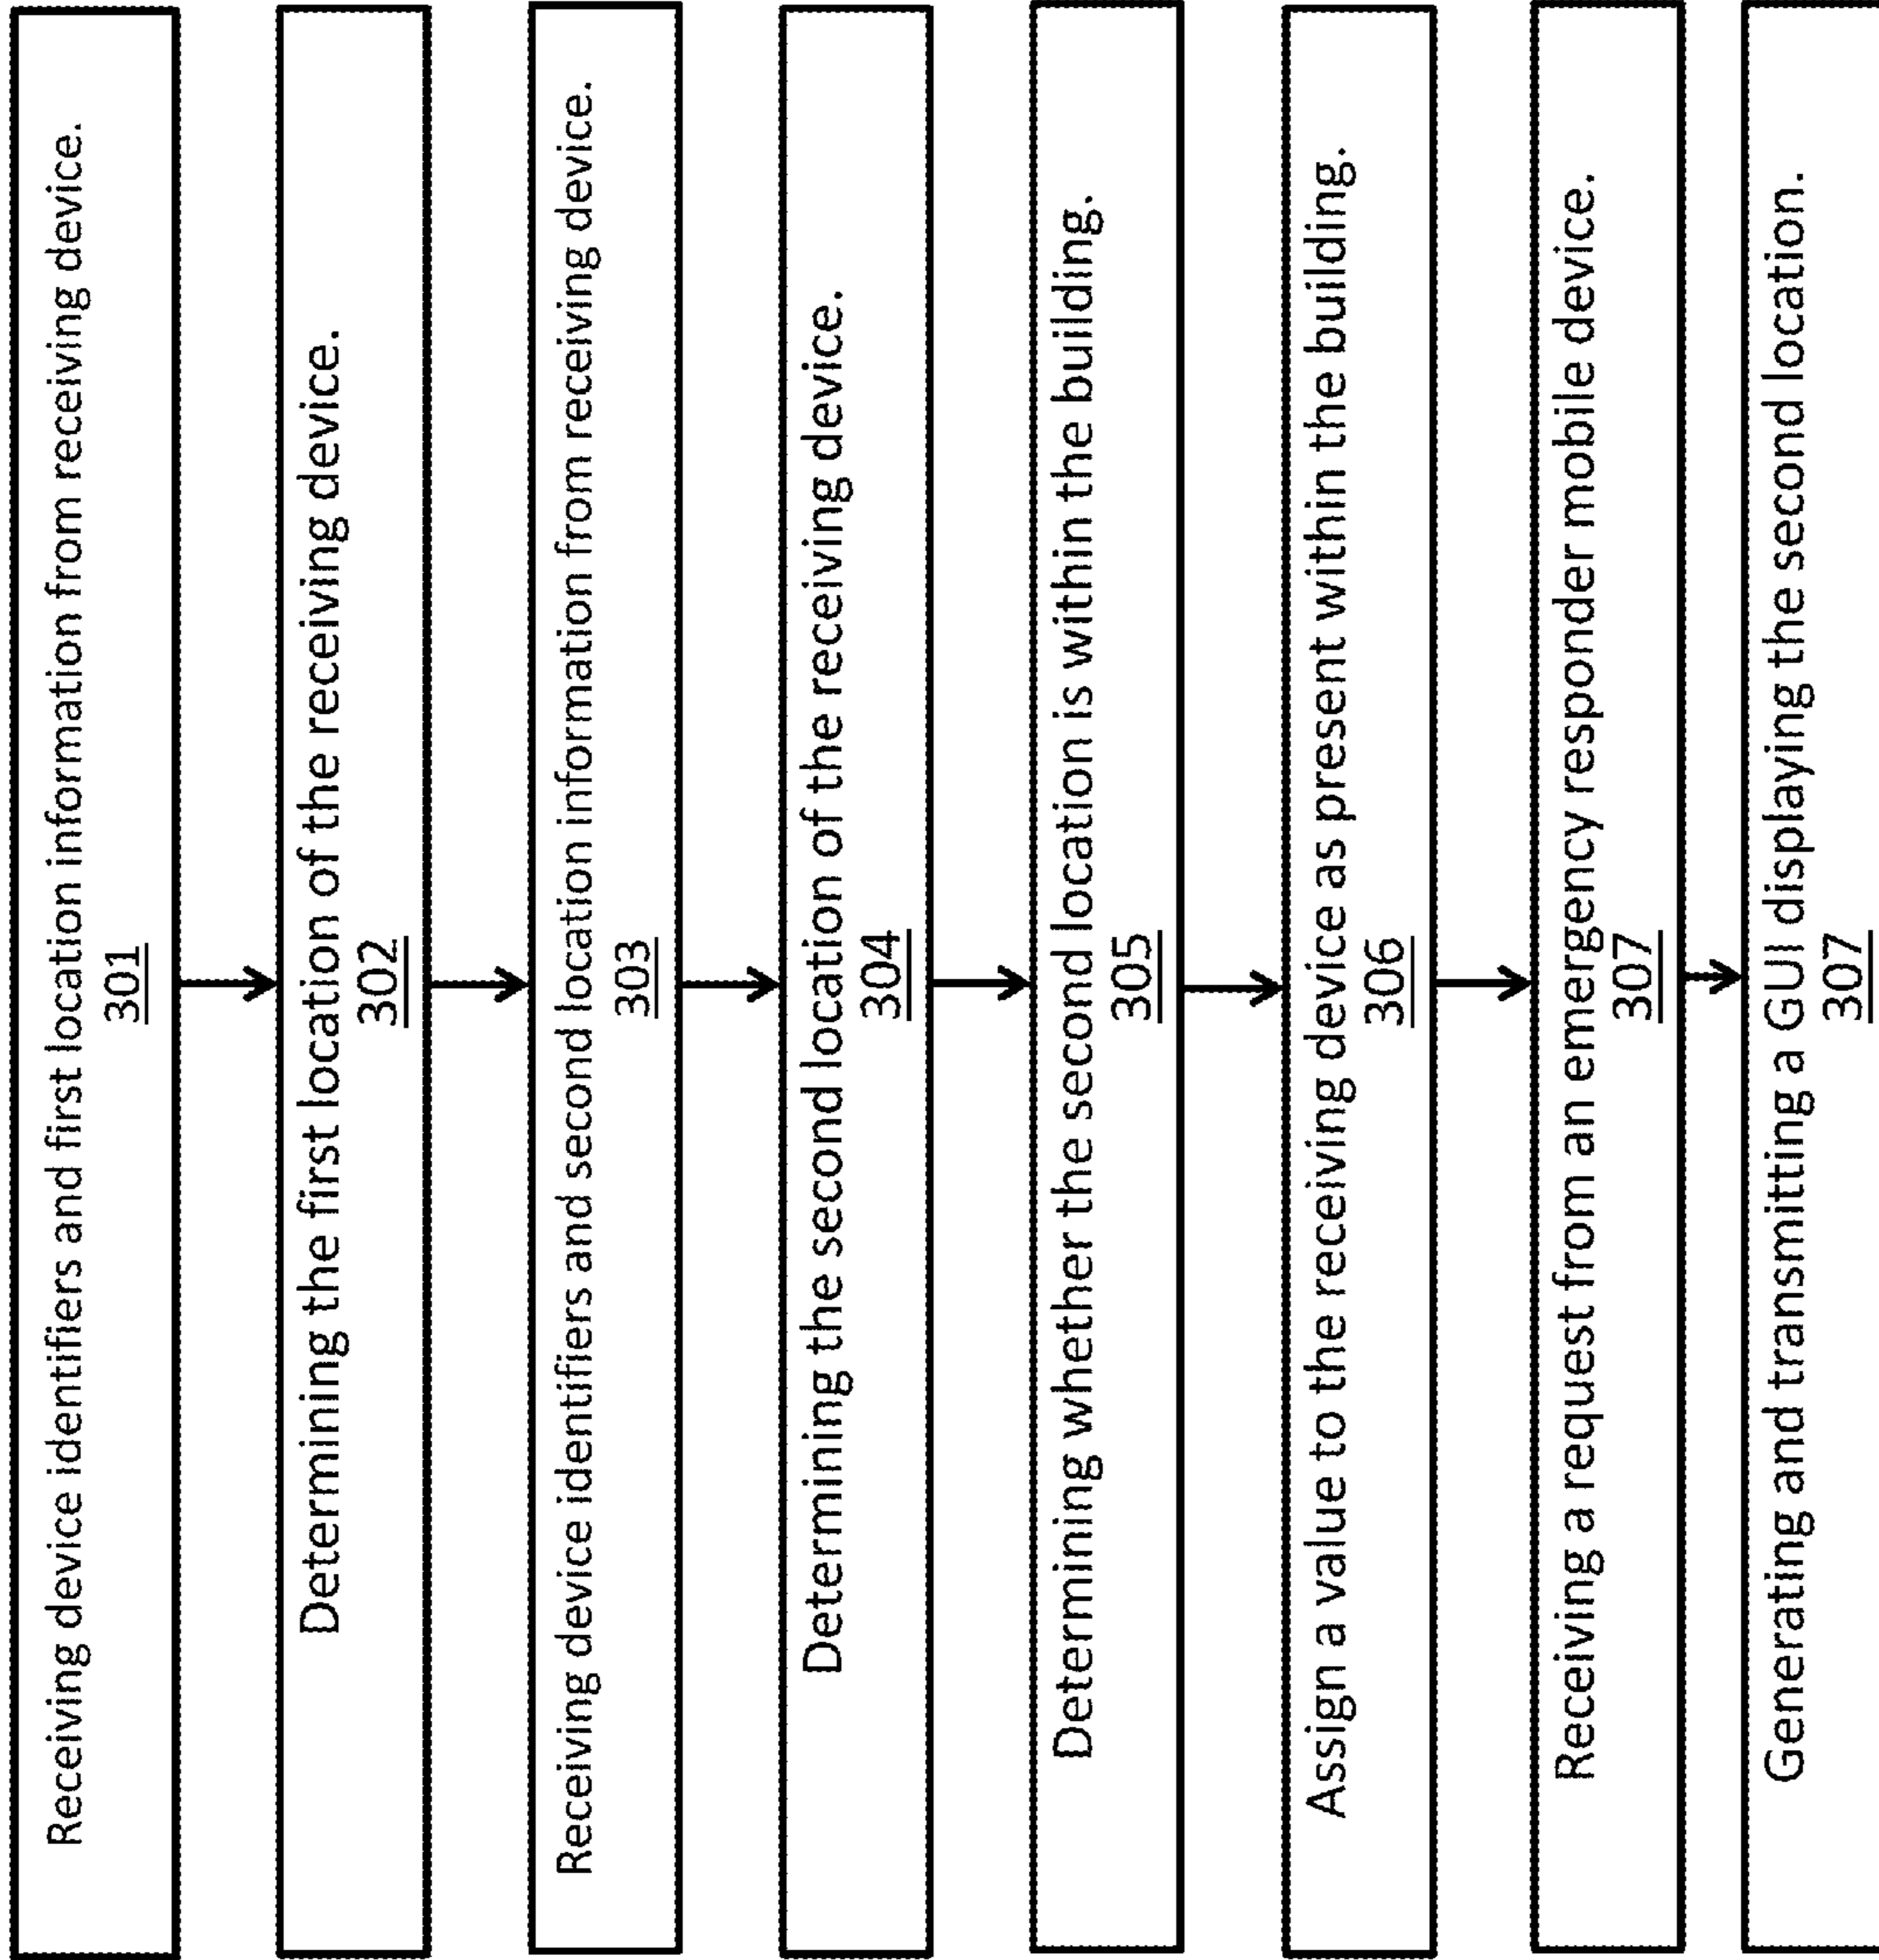 Receiving device identifiers and first location information from receiving device.
301
Determining the first location of the receiving device.
302
Receiving device identifiers and second location information from receiving device.
303
Determining the second location of the receiving device.
304
Determining whether the second location is within the building.
305
Assign a value to the receiving device as present within the building.
306
Receiving a request from an emergency responder mobile device.
307
Generating and transmitting a GUI displaying the second location.
307